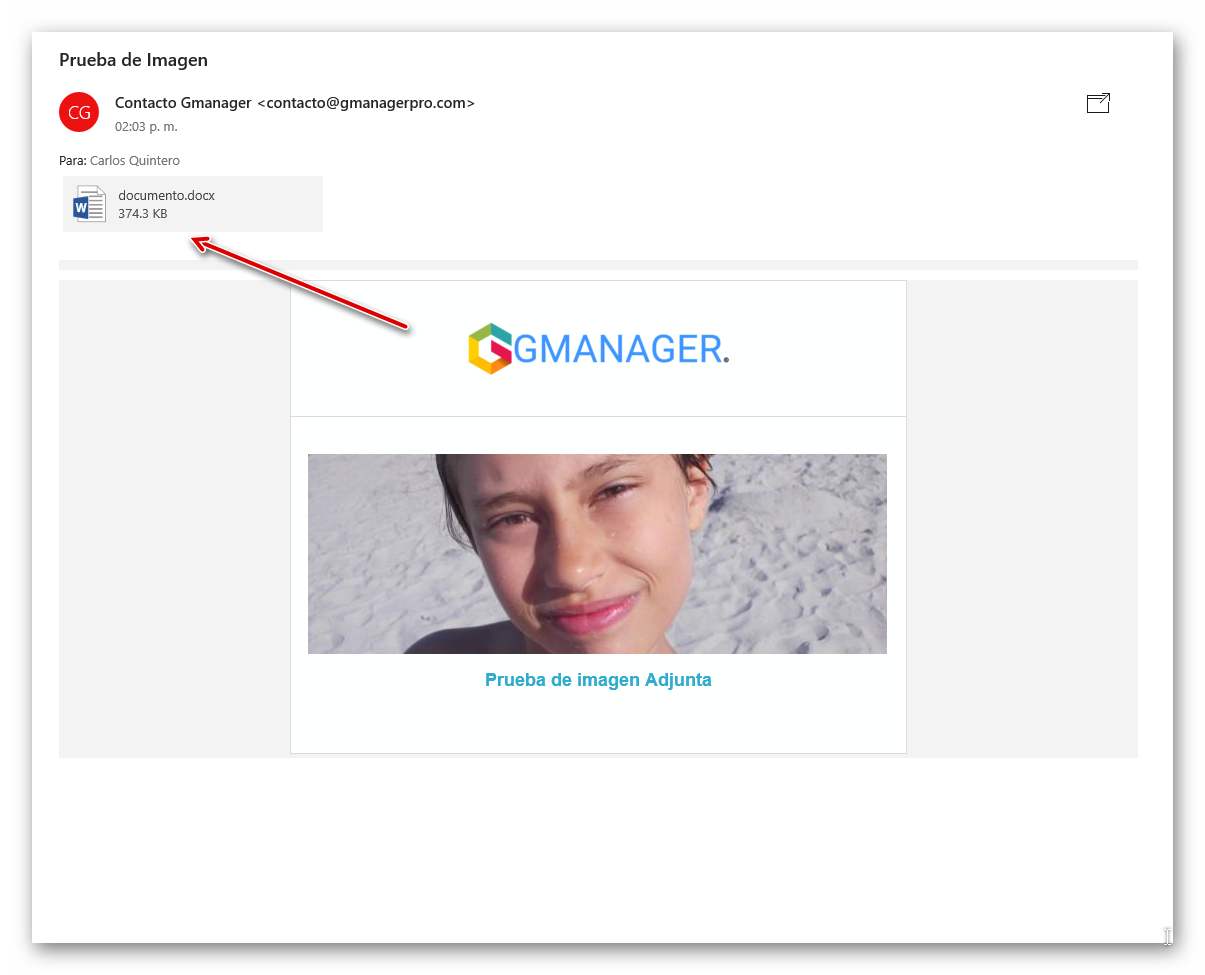 Prueba de Imagen
CG
Contacto Gmanager <contacto@gmanagerpro.com>
02:03 p. m.
Para: Carlos Quintero
W
documento.docx
374.3 KB
GMANAGER.
Prueba de imagen Adjunta